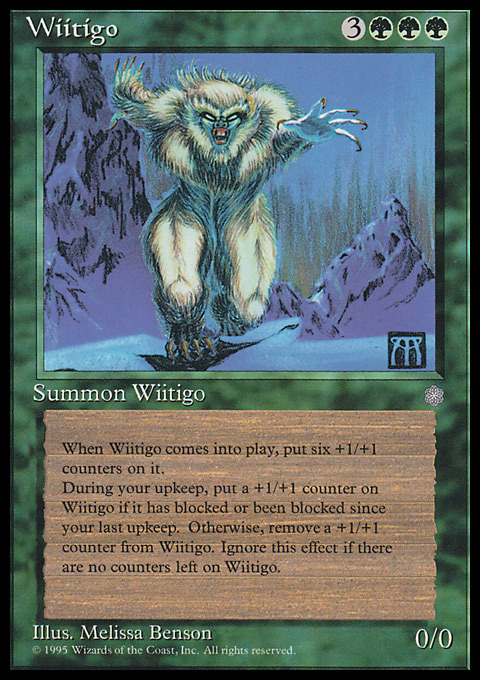 Wiitigo 3
Summon Wiitigo
When Wiitigo comes into play, put six +1/+1
counters on it.
During your upkeep, put a +1/+1 counter on
Wiitigo if it has blocked or been blocked since
your last upkeep. Otherwise, remove a +1/+1
counter from Wiitigo. Ignore this effect if there
are no counters left on Wiitigo.
Illus. Melissa Benson
© 1995 Wizards of the Coast, Inc. All rights reserved.
0/0